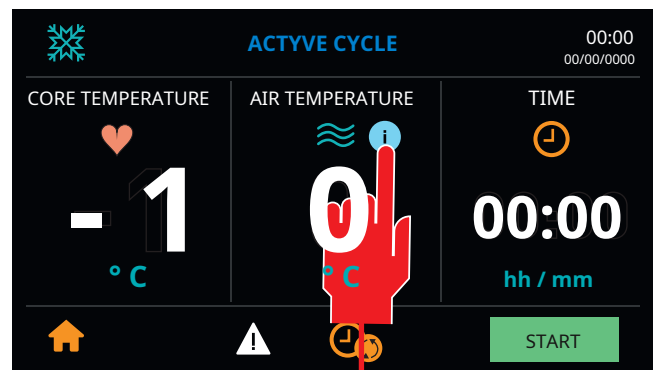 ACTYVE CYCLE
00:00
00/00/0000
CORE TEMPERATURE
AIR TEMPERATURE
TIME
i
-1
0
00:00
° C
° C
hh / mm
!
START